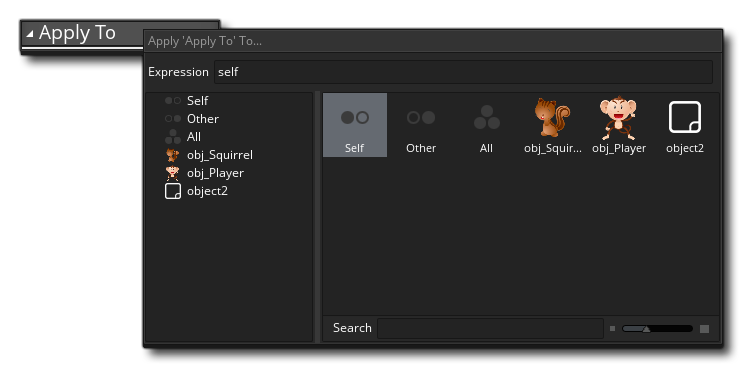 Apply To
Apply 'Apply To' To...
Expression self
Self
Other
All
obj_Squirrel
obj_Player
object2
Self Other All obj_Squir... obj_Player object2
Search